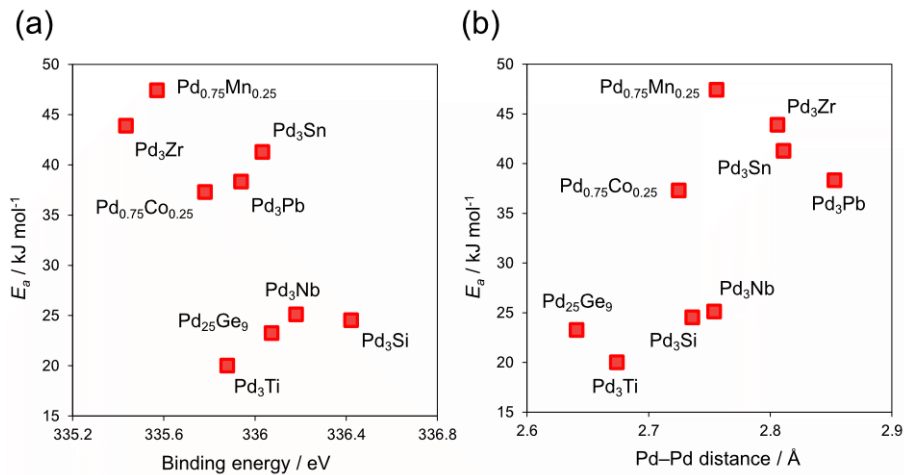 (a)
50
45
40
35
30
25
20
15
Eₐ / kJ mol⁻¹
Pd₀.₇₅Mn₀.₂₅
Pd₃Zr
Pd₃Sn
Pd₀.₇₅Co₀.₂₅
Pd₃Pb
Pd₃Nb
Pd₂₅Ge₉
Pd₃Si
Pd₃Ti
335.2
335.6
336
336.4
336.8
Binding energy / eV
(b)
50
45
40
35
30
25
20
15
Eₐ / kJ mol⁻¹
Pd₀.₇₅Mn₀.₂₅
Pd₃Zr
Pd₃Sn
Pd₀.₇₅Co₀.₂₅
Pd₃Pb
Pd₃Nb
Pd₂₅Ge₉
Pd₃Si
Pd₃Ti
2.6
2.7
2.8
2.9
Pd–Pd distance / Å